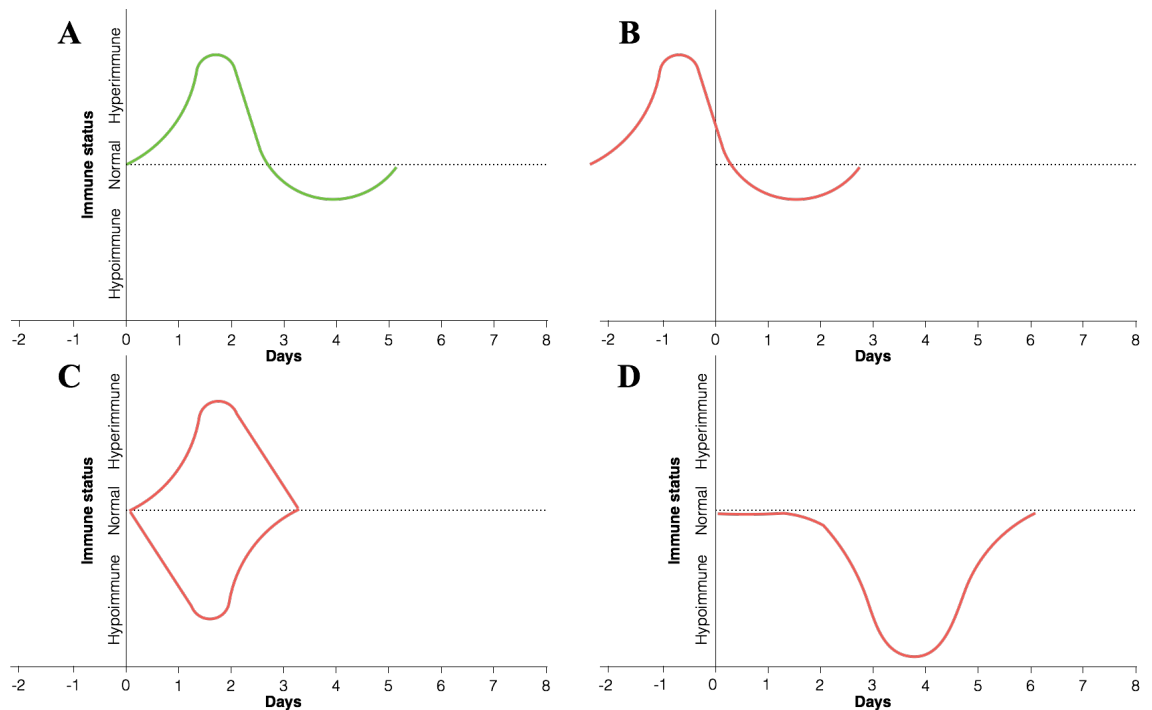 A
Immune status
Hyperimmune
Normal
Hypoimmune
-2 -1 0 1 2 3 4 5 6 7 8
Days
B
-2 -1 0 1 2 3 4 5 6 7 8
Days
C
Immune status
Hyperimmune
Normal
Hypoimmune
-2 -1 0 1 2 3 4 5 6 7 8
Days
D
Immune status
Hyperimmune
Normal
Hypoimmune
-2 -1 0 1 2 3 4 5 6 7 8
Days